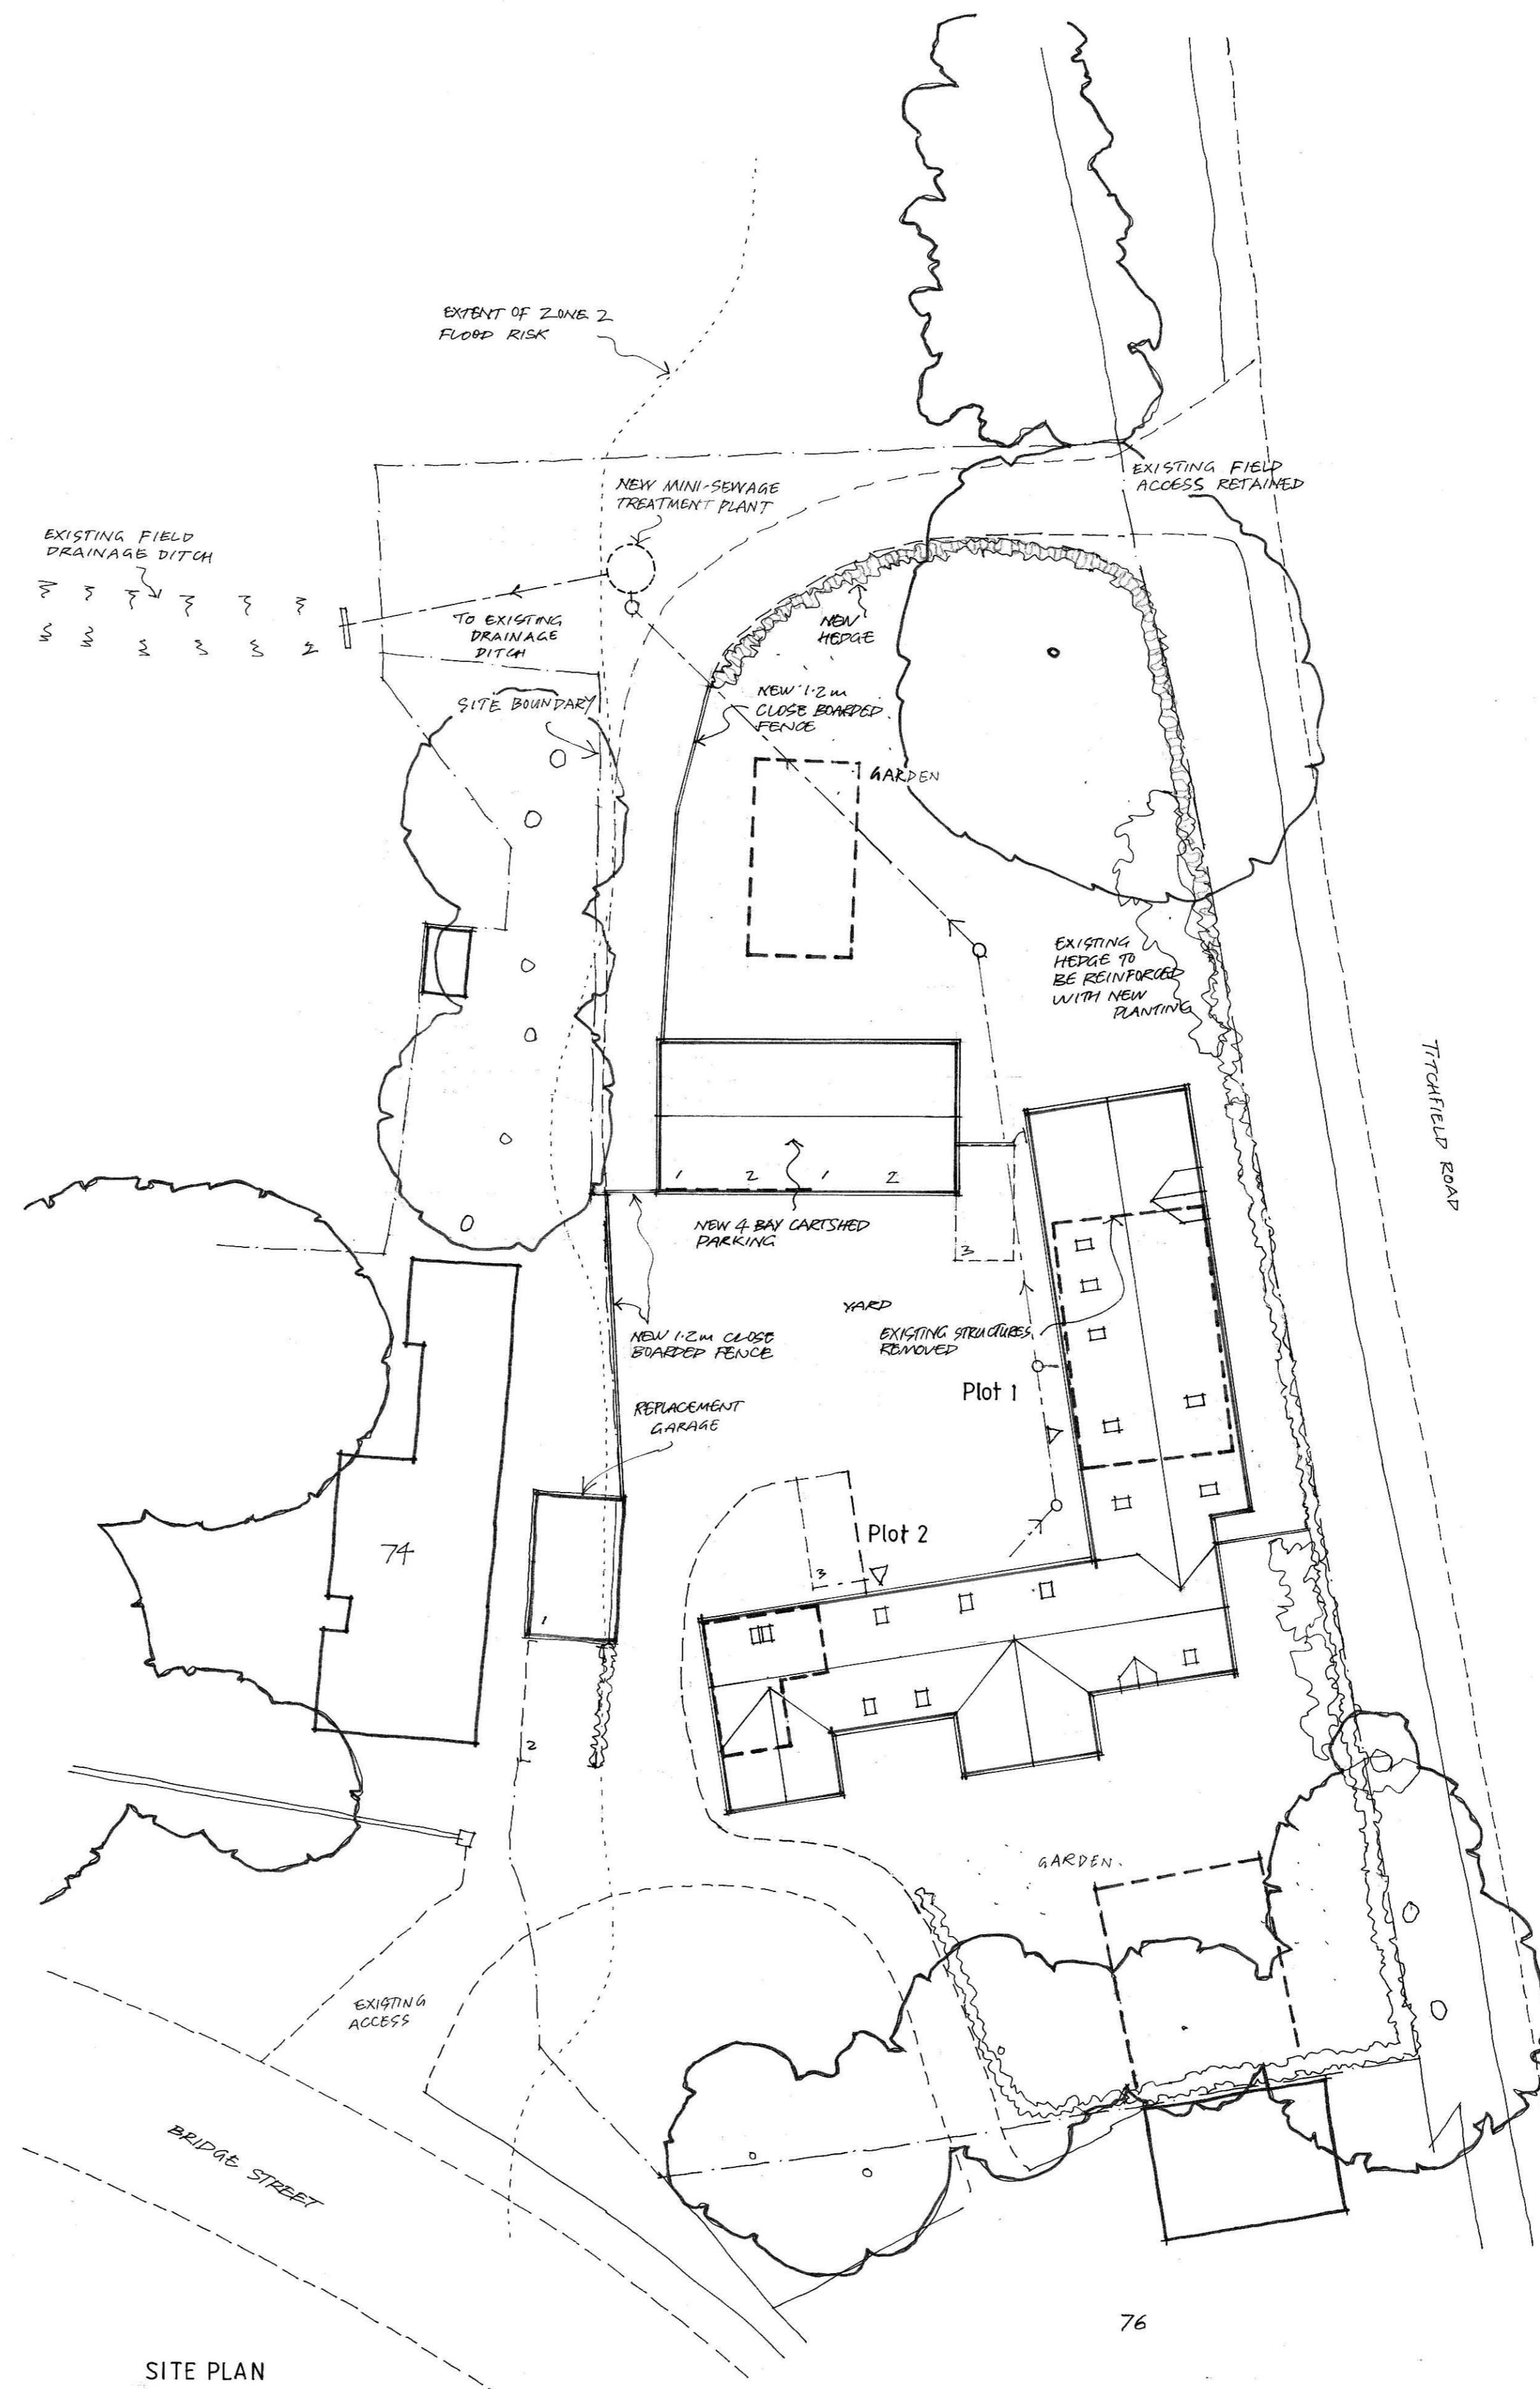 EXTENT OF ZONE 2
FLOOD RISK
EXISTING FIELD
ACCESS RETAINED
NEW MINI-SEWAGE
TREATMENT PLANT
EXISTING FIELD
DRAINAGE DITCH
TO EXISTING
DRAINAGE
DITCH
NEW
HEDGE
SITE BOUNDARY
NEW 1.2m
CLOSE BOARDED
FENCE
GARDEN
EXISTING
HEDGE TO
BE REINFORCED
WITH NEW
PLANTING
TITCHFIELD ROAD
1 2 1 2
NEW 4 BAY CARTSHED
PARKING
3
YARD
NEW 1.2m CLOSE
BOARDED FENCE
EXISTING STRUCTURES
REMOVED
Plot 1
REPLACEMENT
GARAGE
Plot 2
74
3
1
2
GARDEN.
EXISTING
ACCESS
BRIDGE STREET
76
SITE PLAN